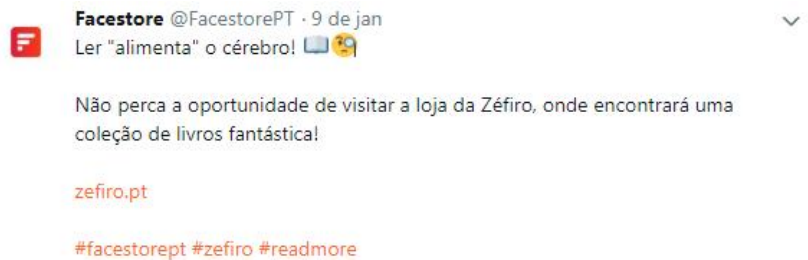 Facestore @FacestorePT · 9 de jan
Ler "alimenta" o cérebro! 📖🧐
Não perca a oportunidade de visitar a loja da Zéfiro, onde encontrará uma
coleção de livros fantástica!
zefiro.pt
#facestorept #zefiro #readmore